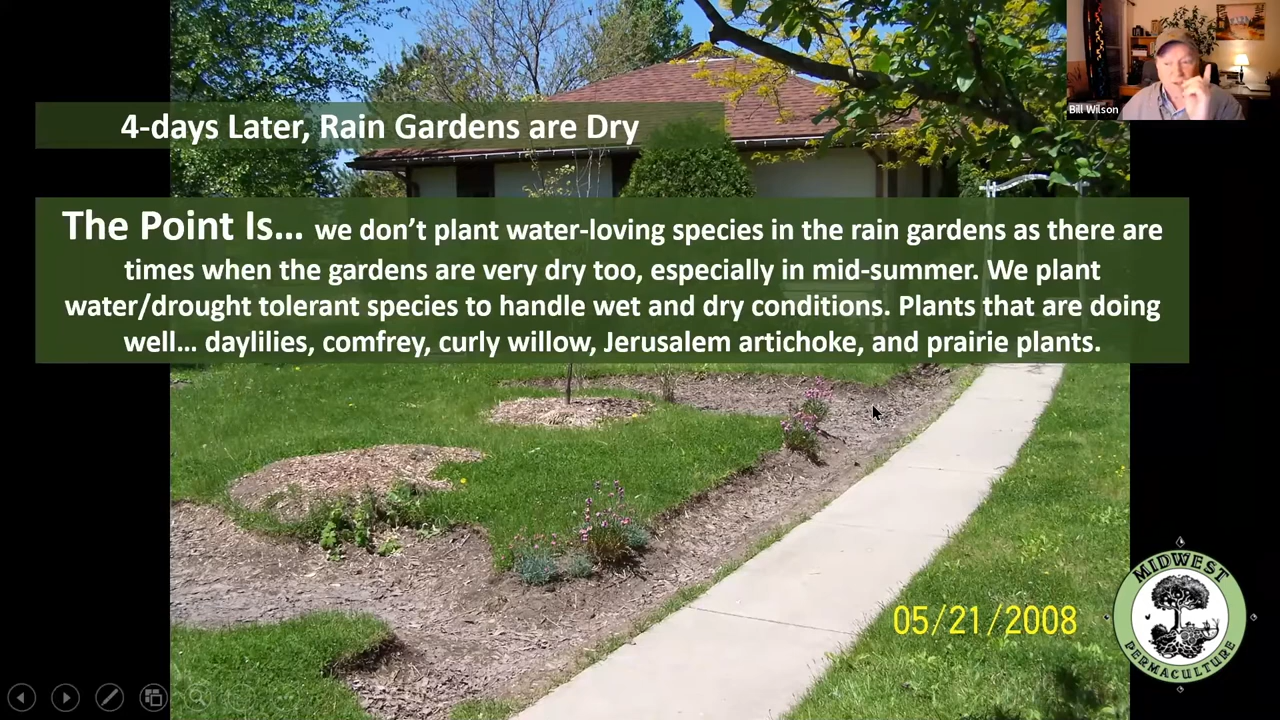 Bill Wilson
4-days Later, Rain Gardens are Dry
The Point Is... we don't plant water-loving species in the rain gardens as there are
times when the gardens are very dry too, especially in mid-summer. We plant
water/drought tolerant species to handle wet and dry conditions. Plants that are doing
well... daylilies, comfrey, curly willow, Jerusalem artichoke, and prairie plants.
05/21/2008
MIDWEST
PERMACULTURE